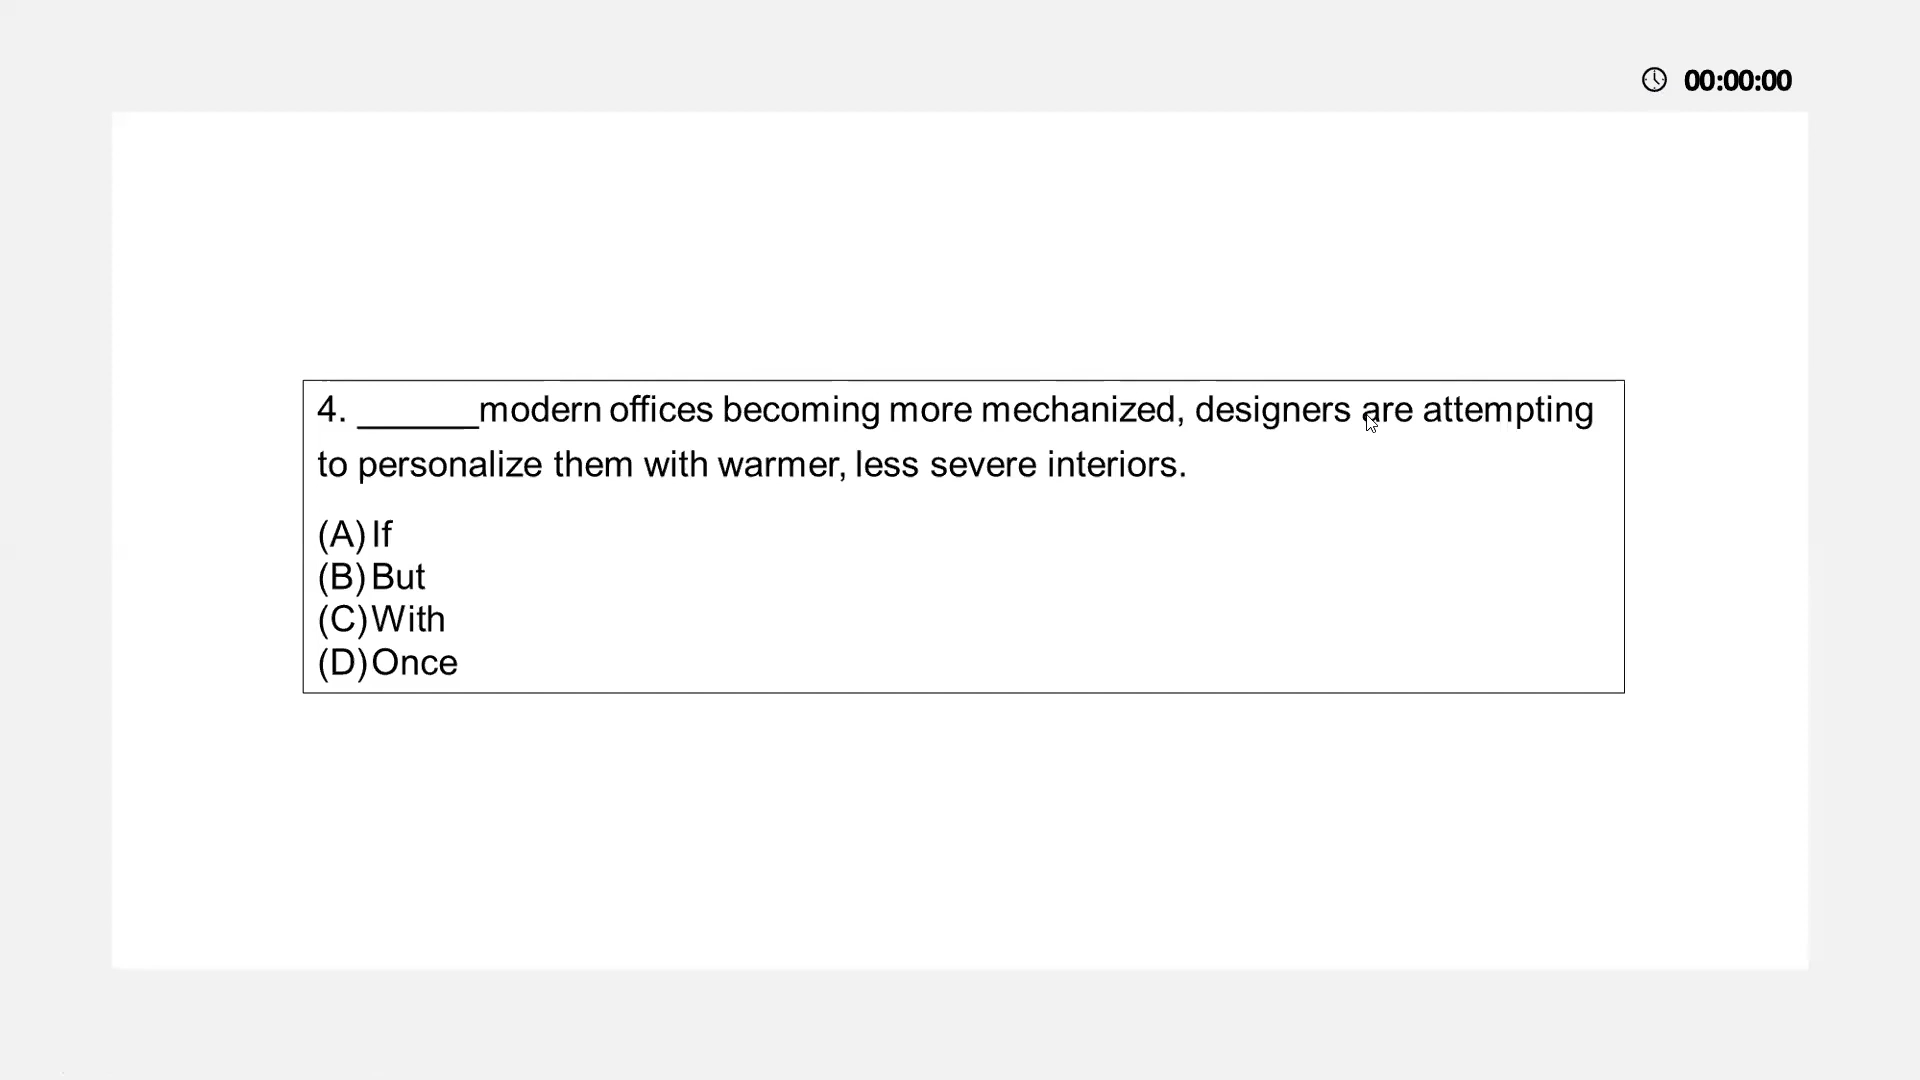 00:00:00
4. ______modern offices becoming more mechanized, designers are attempting
to personalize them with warmer, less severe interiors.
(A) If
(B) But
(C) With
(D) Once